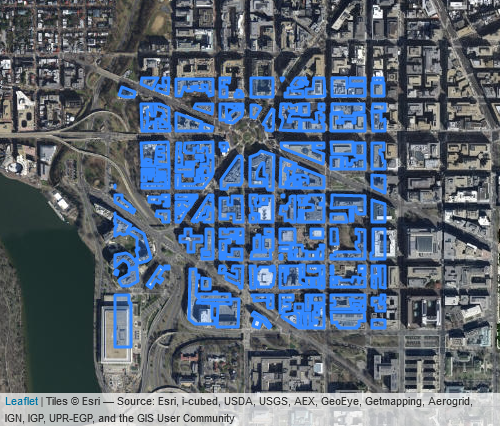 Leaflet | Tiles © Esri — Source: Esri, i-cubed, USDA, USGS, AEX, GeoEye, Getmapping, Aerogrid,
IGN, IGP, UPR-EGP, and the GIS User Community